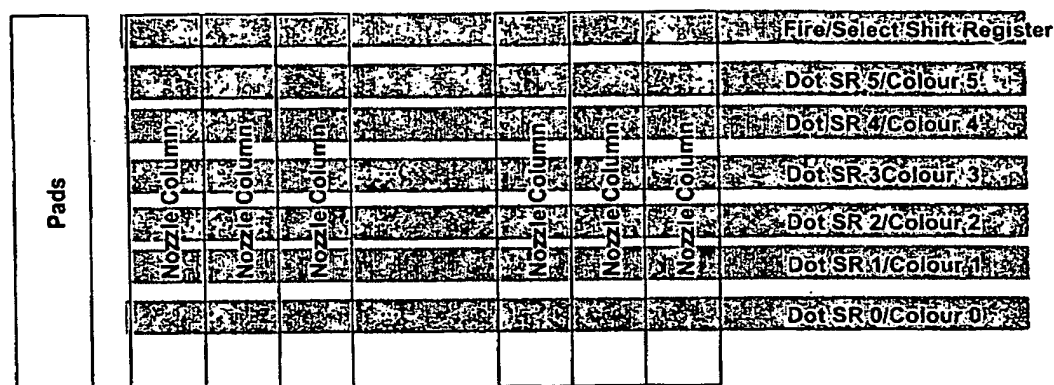 Pads
Nozzle Column
Nozzle Column
Nozzle Column
Nozzle Column
Nozzle Column
Nozzle Column
Fire/Select Shift Register
Dot SR 5/Colour 5
Dot SR 4/Colour 4
Dot SR 3Colour 3
Dot SR 2/Colour 2
Dot SR 1/Colour 1
Dot SR 0/Colour 0